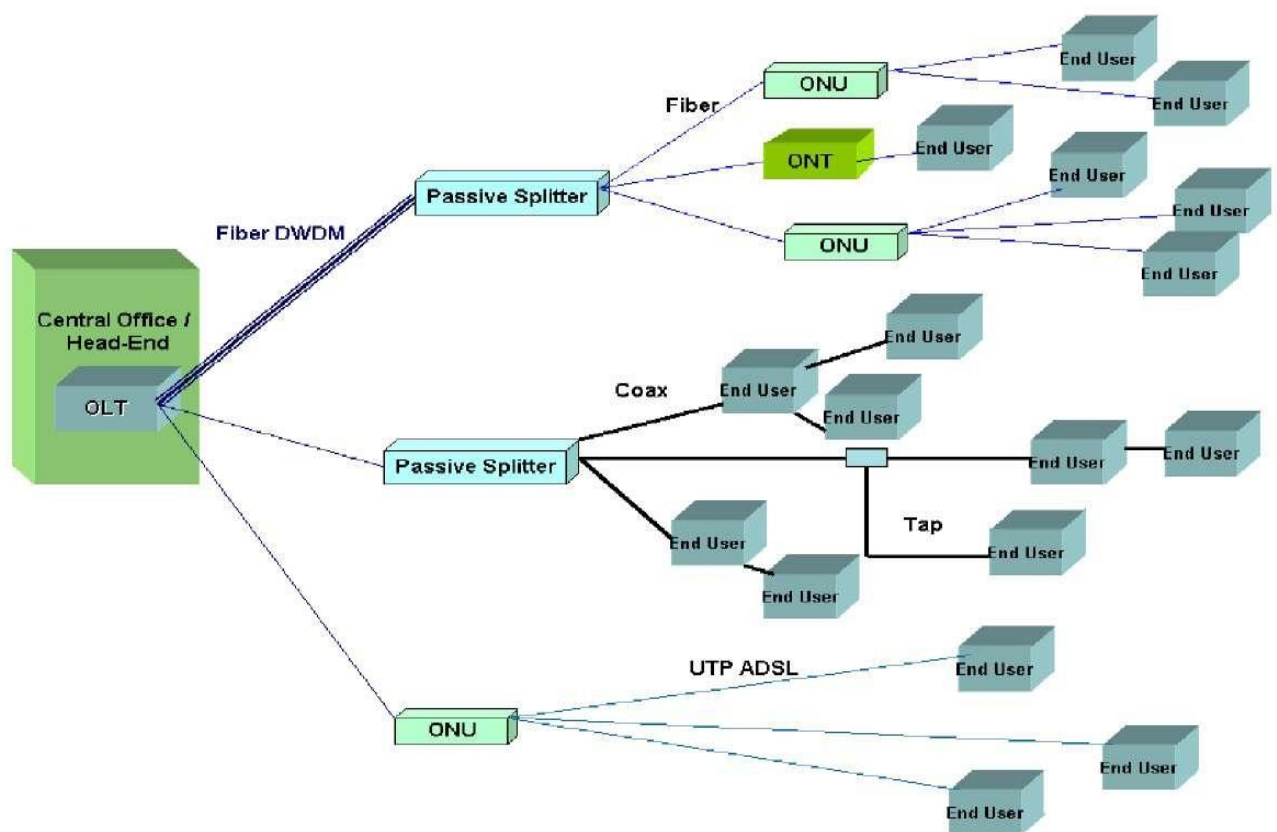 End User
ONU
End User
Fiber
End User
ONT
End User
Passive Splitter
End User
Fiber DWDM
ONU
End User
Central Office /
Head-End
OLT
End User
Coax
End User
End User
Passive Splitter
End User
End User
Tap
End User
End User
End User
UTP ADSL
End User
ONU
End User
End User